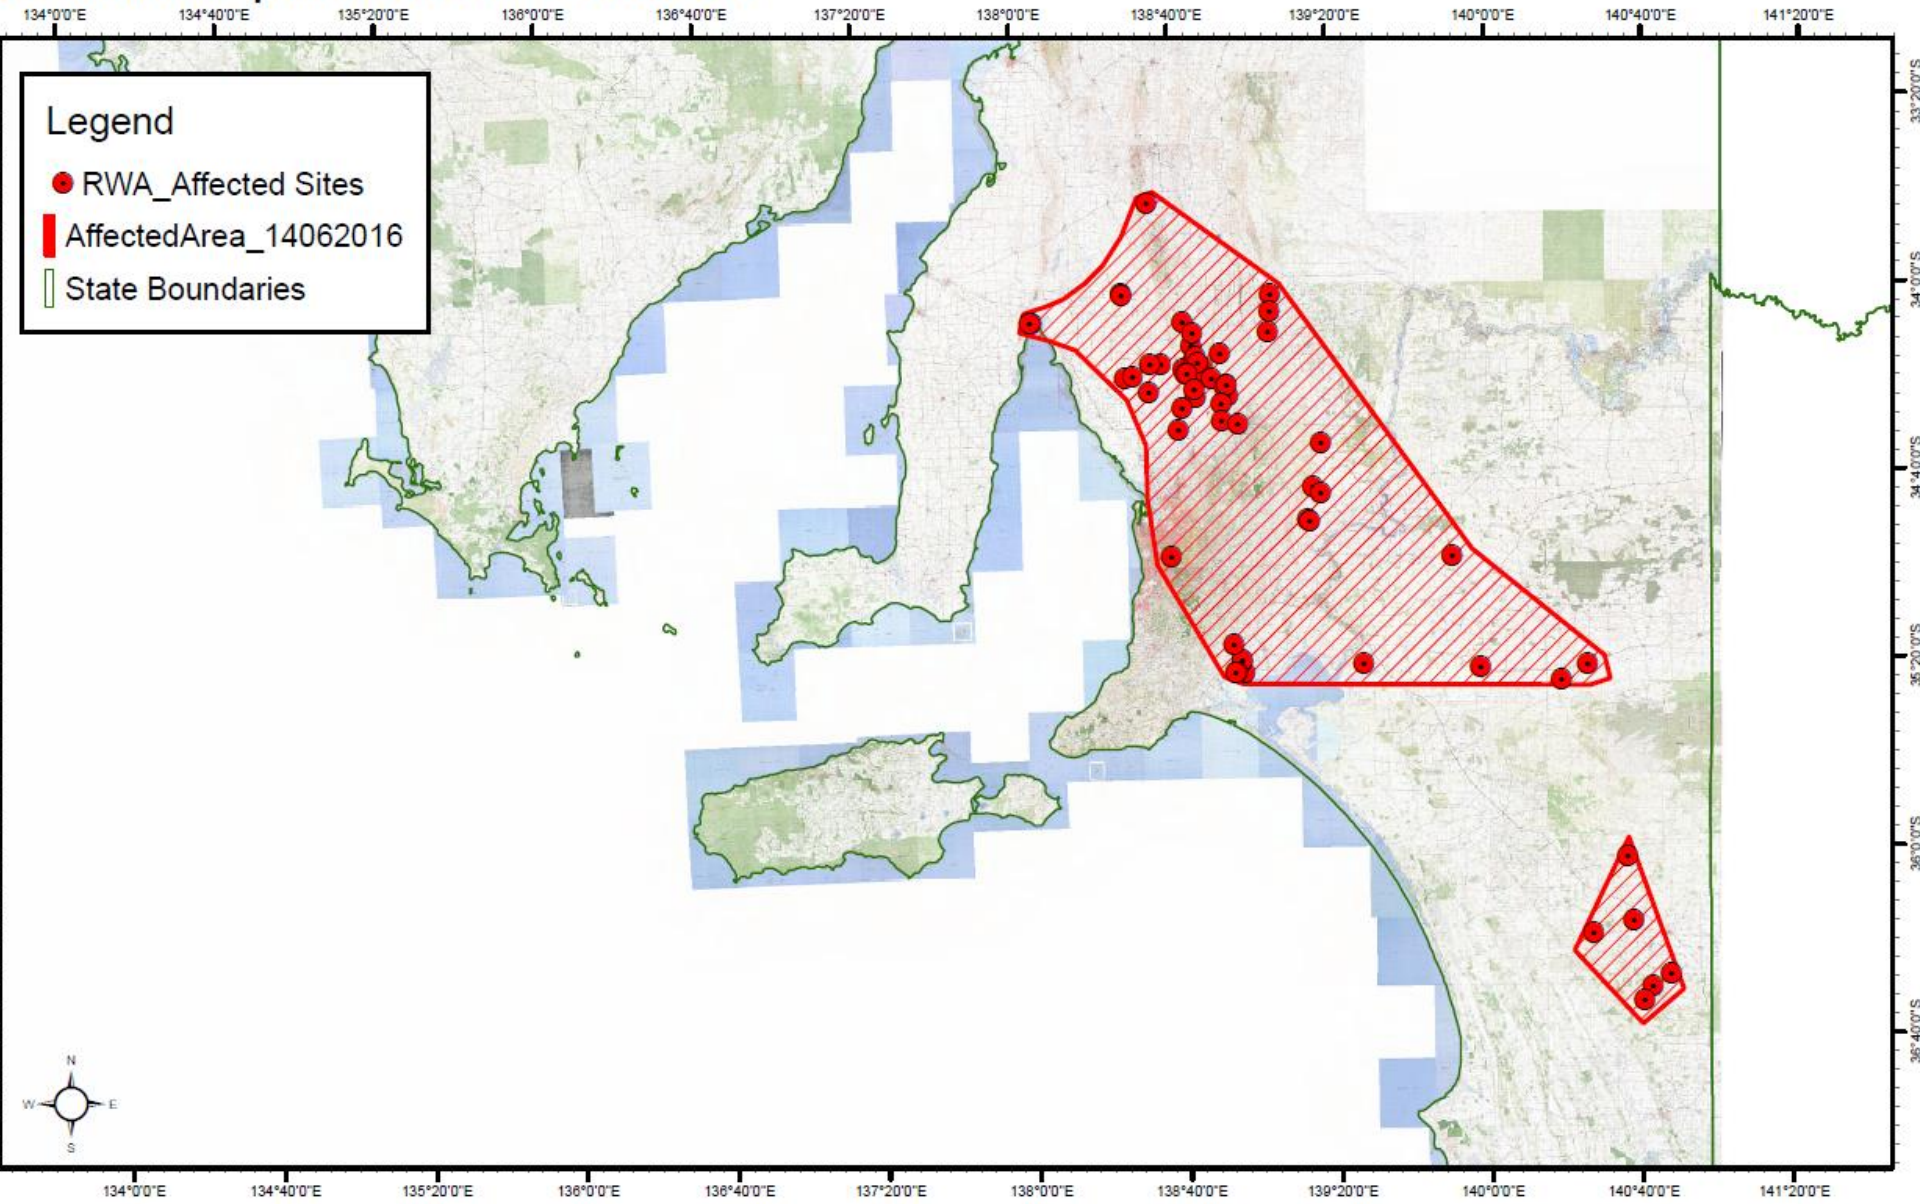 134°0'0"E 134°40'0"E 135°20'0"E 136°0'0"E 136°40'0"E 137°20'0"E 138°0'0"E 138°40'0"E 139°20'0"E 140°0'0"E 140°40'0"E 141°20'0"E
Legend
RWA_Affected Sites
AffectedArea_14062016
State Boundaries
33°20'0"S
34°0'0"S
34°40'0"S
35°20'0"S
36°0'0"S
36°40'0"S
N
W E
S
134°0'0"E 134°40'0"E 135°20'0"E 136°0'0"E 136°40'0"E 137°20'0"E 138°0'0"E 138°40'0"E 139°20'0"E 140°0'0"E 140°40'0"E 141°20'0"E